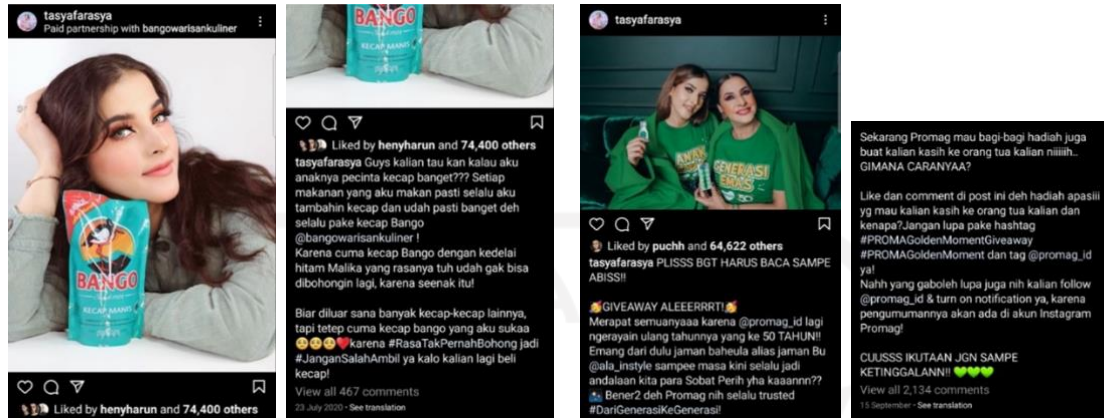 tasyafarasya
Paid partnership with bangowarisankuliner
BANGO
KECAP MANIS
Liked by henyharun and 74,400 others
BANGO
KECAP MANIS
Liked by henyharun and 74,400 others
tasyafarasya Guys kalian tau kan kalau aku
anaknya pecinta kecap banget??? Setiap
makanan yang aku makan pasti selalu aku
tambahin kecap dan udah pasti banget deh
selalu pake kecap Bango
@bangowarisankuliner !
Karena cuma kecap Bango dengan kedelai
hitam Malika yang rasanya tuh udah gak bisa
dibohongin lagi, karena seenak itu!
Biar diluar sana banyak kecap-kecap lainnya,
tapi tetep cuma kecap bango yang aku sukaa
🥺🥺🥺❤️karena #RasaTakPernahBohong jadi
#JanganSalahAmbil ya kalo kalian lagi beli
kecap!
View all 467 comments
23 July 2020 • See translation
tasyafarasya
ANAK
GENERASI
EMAS
Liked by puchh and 64,622 others
tasyafarasya PLISSS BGT HARUS BACA SAMPE
ABISS!!
🥳GIVEAWAY ALEEERRRT!🥳
Merapat semuanyaaa karena @promag_id lagi
ngerayain ulang tahunnya yang ke 50 TAHUN!!
Emang dari dulu jaman baheula alias jaman Bu
@ala_instyle sampee masa kini selalu jadi
andalaan kita para Sobat Perih yha kaaannn??
Bener2 deh Promag nih selalu trusted
#DariGenerasiKeGenerasi!
Sekarang Promag mau bagi-bagi hadiah juga
buat kalian kasih ke orang tua kalian niiiiih..
GIMANA CARANYAA?
Like dan comment di post ini deh hadiah apasiii
yg mau kalian kasih ke orang tua kalian dan
kenapa?Jangan lupa pake hashtag
#PROMAGoldenMomentGiveaway
#PROMAGoldenMoment dan tag @promag_id
ya!
Nahh yang gaboleh lupa juga nih kalian follow
@promag_id & turn on notification ya, karena
pengumumannya akan ada di akun Instagram
Promag!
CUUSSS IKUTAAN JGN SAMPE
KETINGGALANN!! 💚💚💚
View all 2,134 comments
15 September • See translation